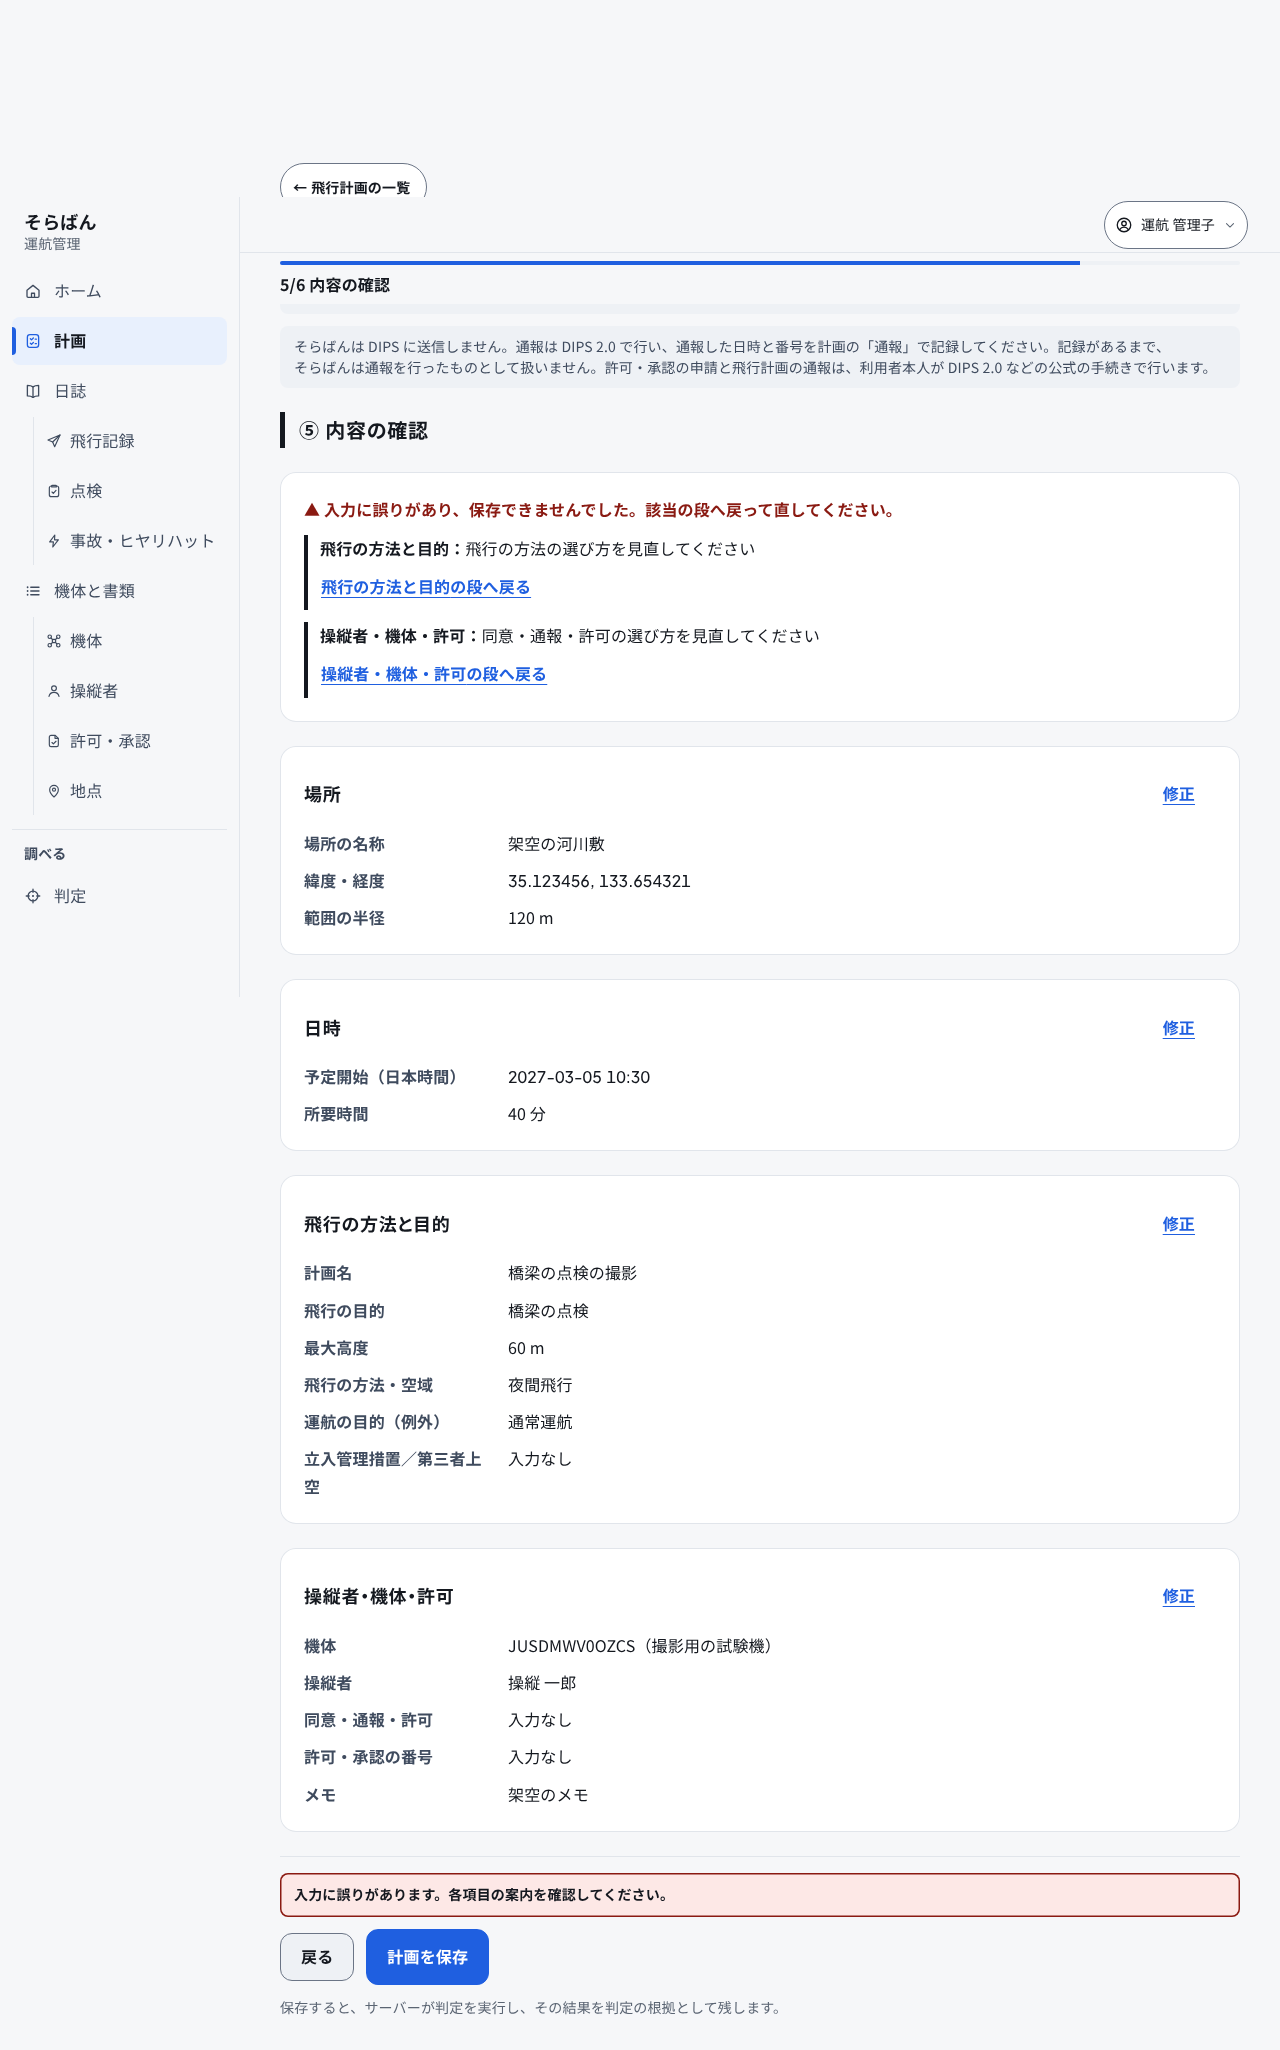 ← 飛行計画の一覧
そらばん
運航管理
運航 管理子
ホーム
計画
日誌
飛行記録
点検
事故・ヒヤリハット
機体と書類
機体
操縦者
許可・承認
地点
調べる
判定
5/6 内容の確認
そらばんは DIPS に送信しません。通報は DIPS 2.0 で行い、通報した日時と番号を計画の「通報」で記録してください。記録があるまで、
そらばんは通報を行ったものとして扱いません。許可・承認の申請と飛行計画の通報は、利用者本人が DIPS 2.0 などの公式の手続きで行います。
⑤ 内容の確認
▲ 入力に誤りがあり、保存できませんでした。該当の段へ戻って直してください。
飛行の方法と目的：飛行の方法の選び方を見直してください
飛行の方法と目的の段へ戻る
操縦者・機体・許可：同意・通報・許可の選び方を見直してください
操縦者・機体・許可の段へ戻る
場所 修正
場所の名称 架空の河川敷
緯度・経度 35.123456, 133.654321
範囲の半径 120 m
日時 修正
予定開始（日本時間） 2027-03-05 10:30
所要時間 40 分
飛行の方法と目的 修正
計画名 橋梁の点検の撮影
飛行の目的 橋梁の点検
最大高度 60 m
飛行の方法・空域 夜間飛行
運航の目的（例外） 通常運航
立入管理措置／第三者上 入力なし
空
操縦者・機体・許可 修正
機体 JUSDMWV0OZCS（撮影用の試験機）
操縦者 操縦 一郎
同意・通報・許可 入力なし
許可・承認の番号 入力なし
メモ 架空のメモ
入力に誤りがあります。各項目の案内を確認してください。
戻る 計画を保存
保存すると、サーバーが判定を実行し、その結果を判定の根拠として残します。